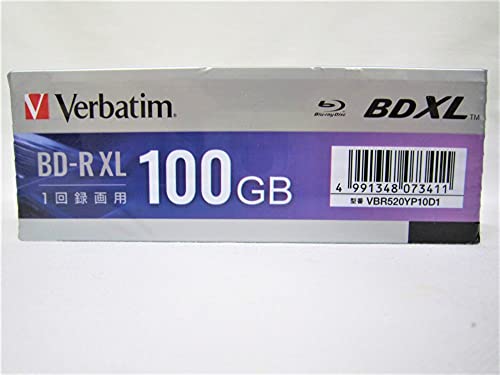 Verbatim
Blu-ray Disc
BDXL TM
BD-R XL
1回録画用
100GB
4 991348 073411
型番 VBR520YP10D1